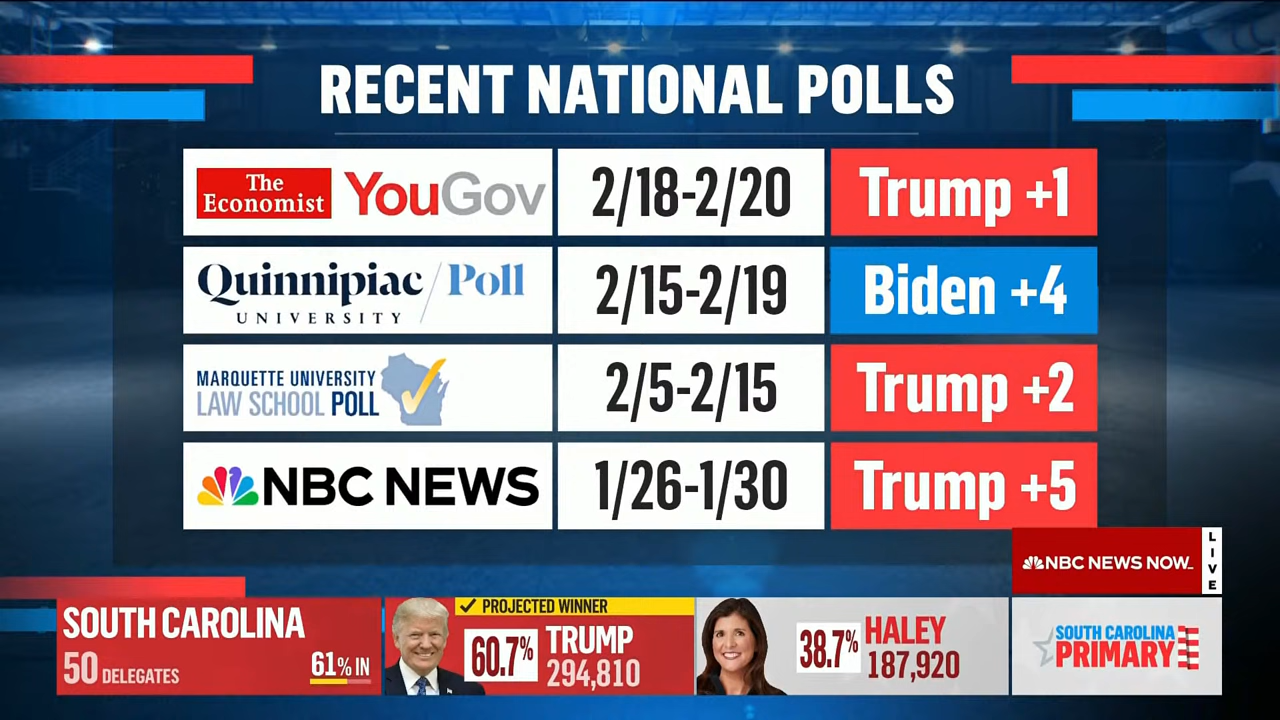 RECENT NATIONAL POLLS
The Economist YouGov 2/18-2/20 Trump +1
Quinnipiac UNIVERSITY / Poll 2/15-2/19 Biden +4
MARQUETTE UNIVERSITY LAW SCHOOL POLL 2/5-2/15 Trump +2
NBC NEWS 1/26-1/30 Trump +5
NBC NEWS NOW LIVE
SOUTH CAROLINA
50 DELEGATES 61% IN
PROJECTED WINNER
60.7% TRUMP
294,810
38.7% HALEY
187,920
SOUTH CAROLINA
PRIMARY